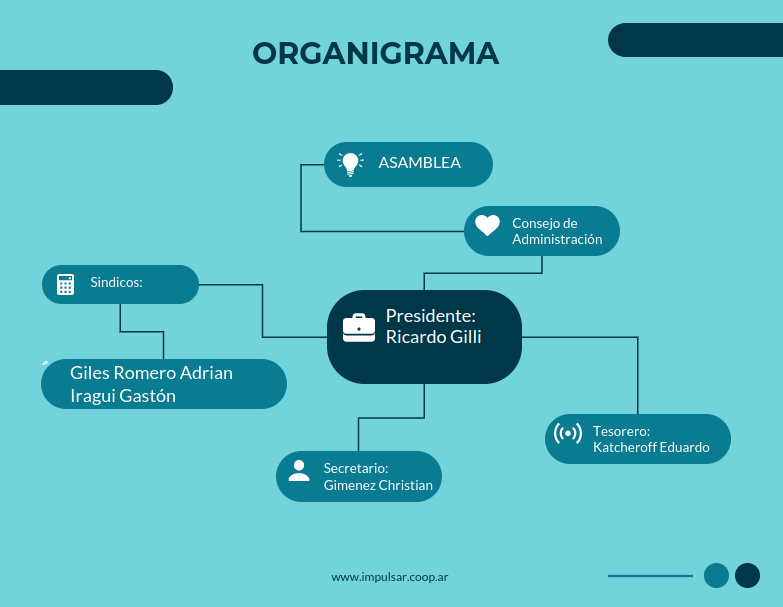 ORGANIGRAMA
ASAMBLEA
Consejo de
Administración
Sindicos:
Presidente:
Ricardo Gilli
Giles Romero Adrian
Iragui Gastón
Tesorero:
Katcheroff Eduardo
Secretario:
Gimenez Christian
www.impulsar.coop.ar